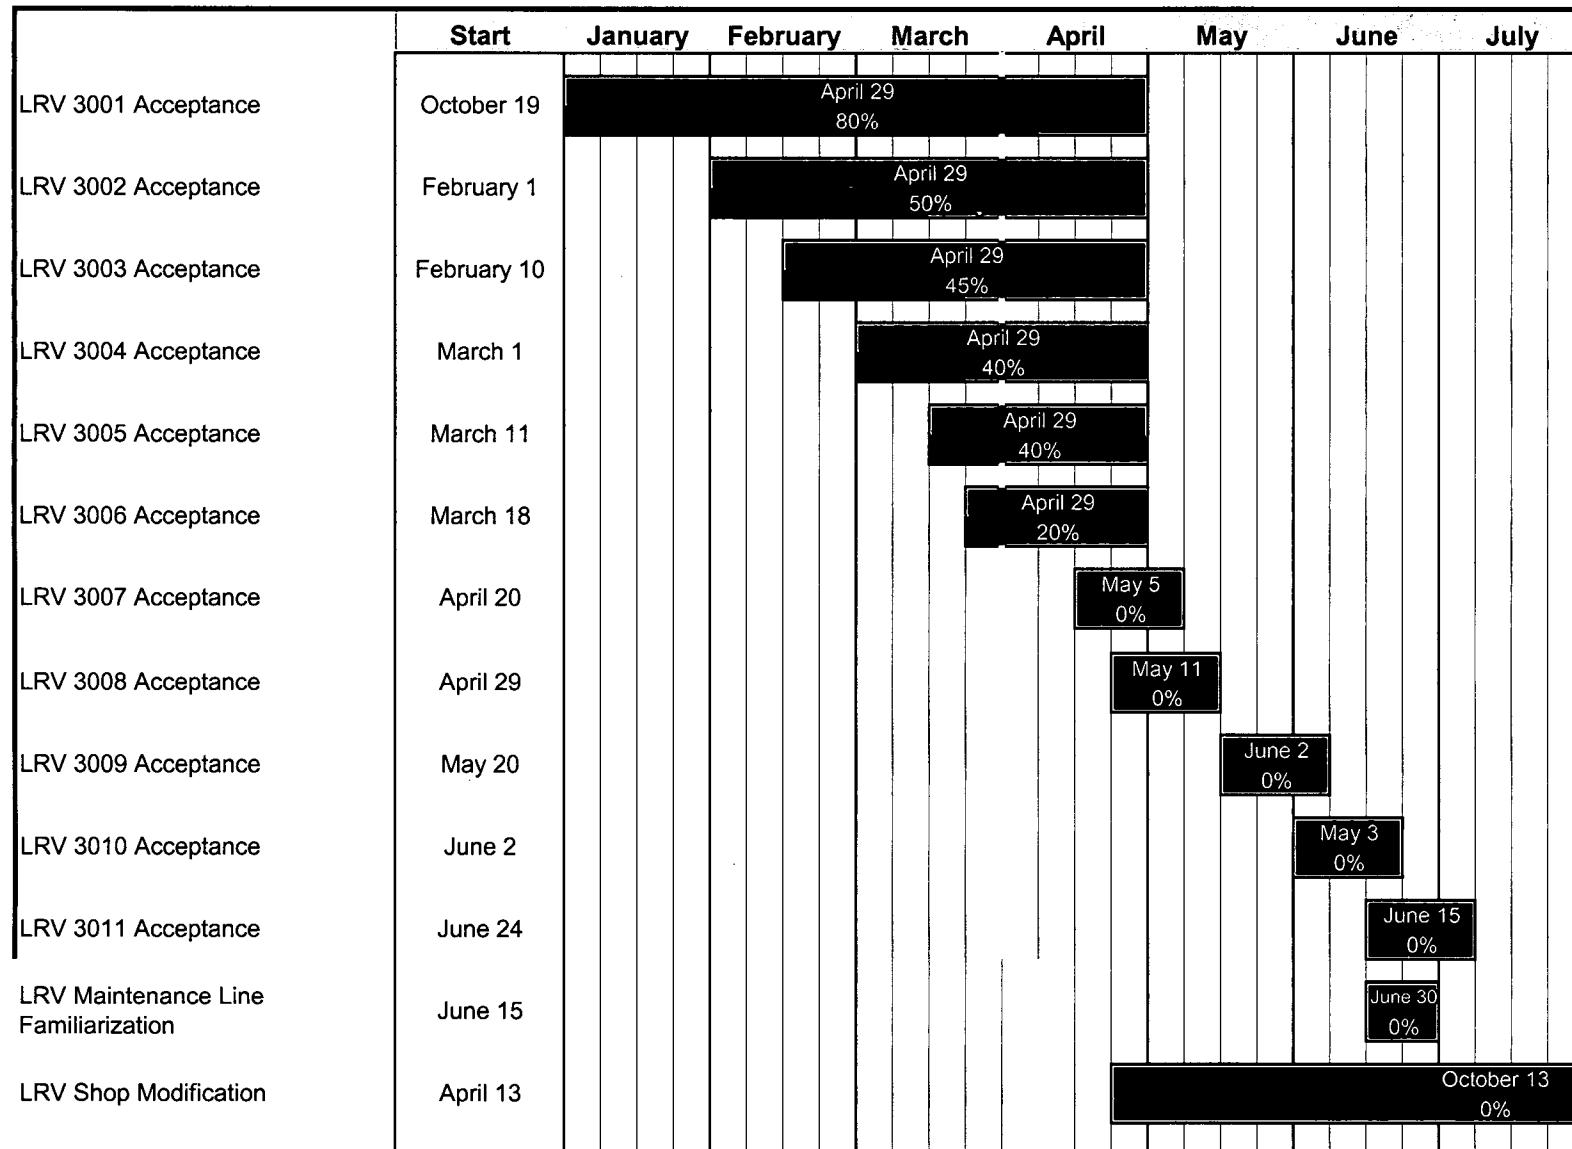 Start January February March April May June July
LRV 3001 Acceptance October 19 April 29
80%
LRV 3002 Acceptance February 1 April 29
50%
LRV 3003 Acceptance February 10 April 29
45%
LRV 3004 Acceptance March 1 April 29
40%
LRV 3005 Acceptance March 11 April 29
40%
LRV 3006 Acceptance March 18 April 29
20%
LRV 3007 Acceptance April 20 May 5
0%
LRV 3008 Acceptance April 29 May 11
0%
LRV 3009 Acceptance May 20 June 2
0%
LRV 3010 Acceptance June 2 May 3
0%
LRV 3011 Acceptance June 24 June 15
0%
LRV Maintenance Line
Familiarization June 15 June 30
0%
LRV Shop Modification April 13 October 13
0%